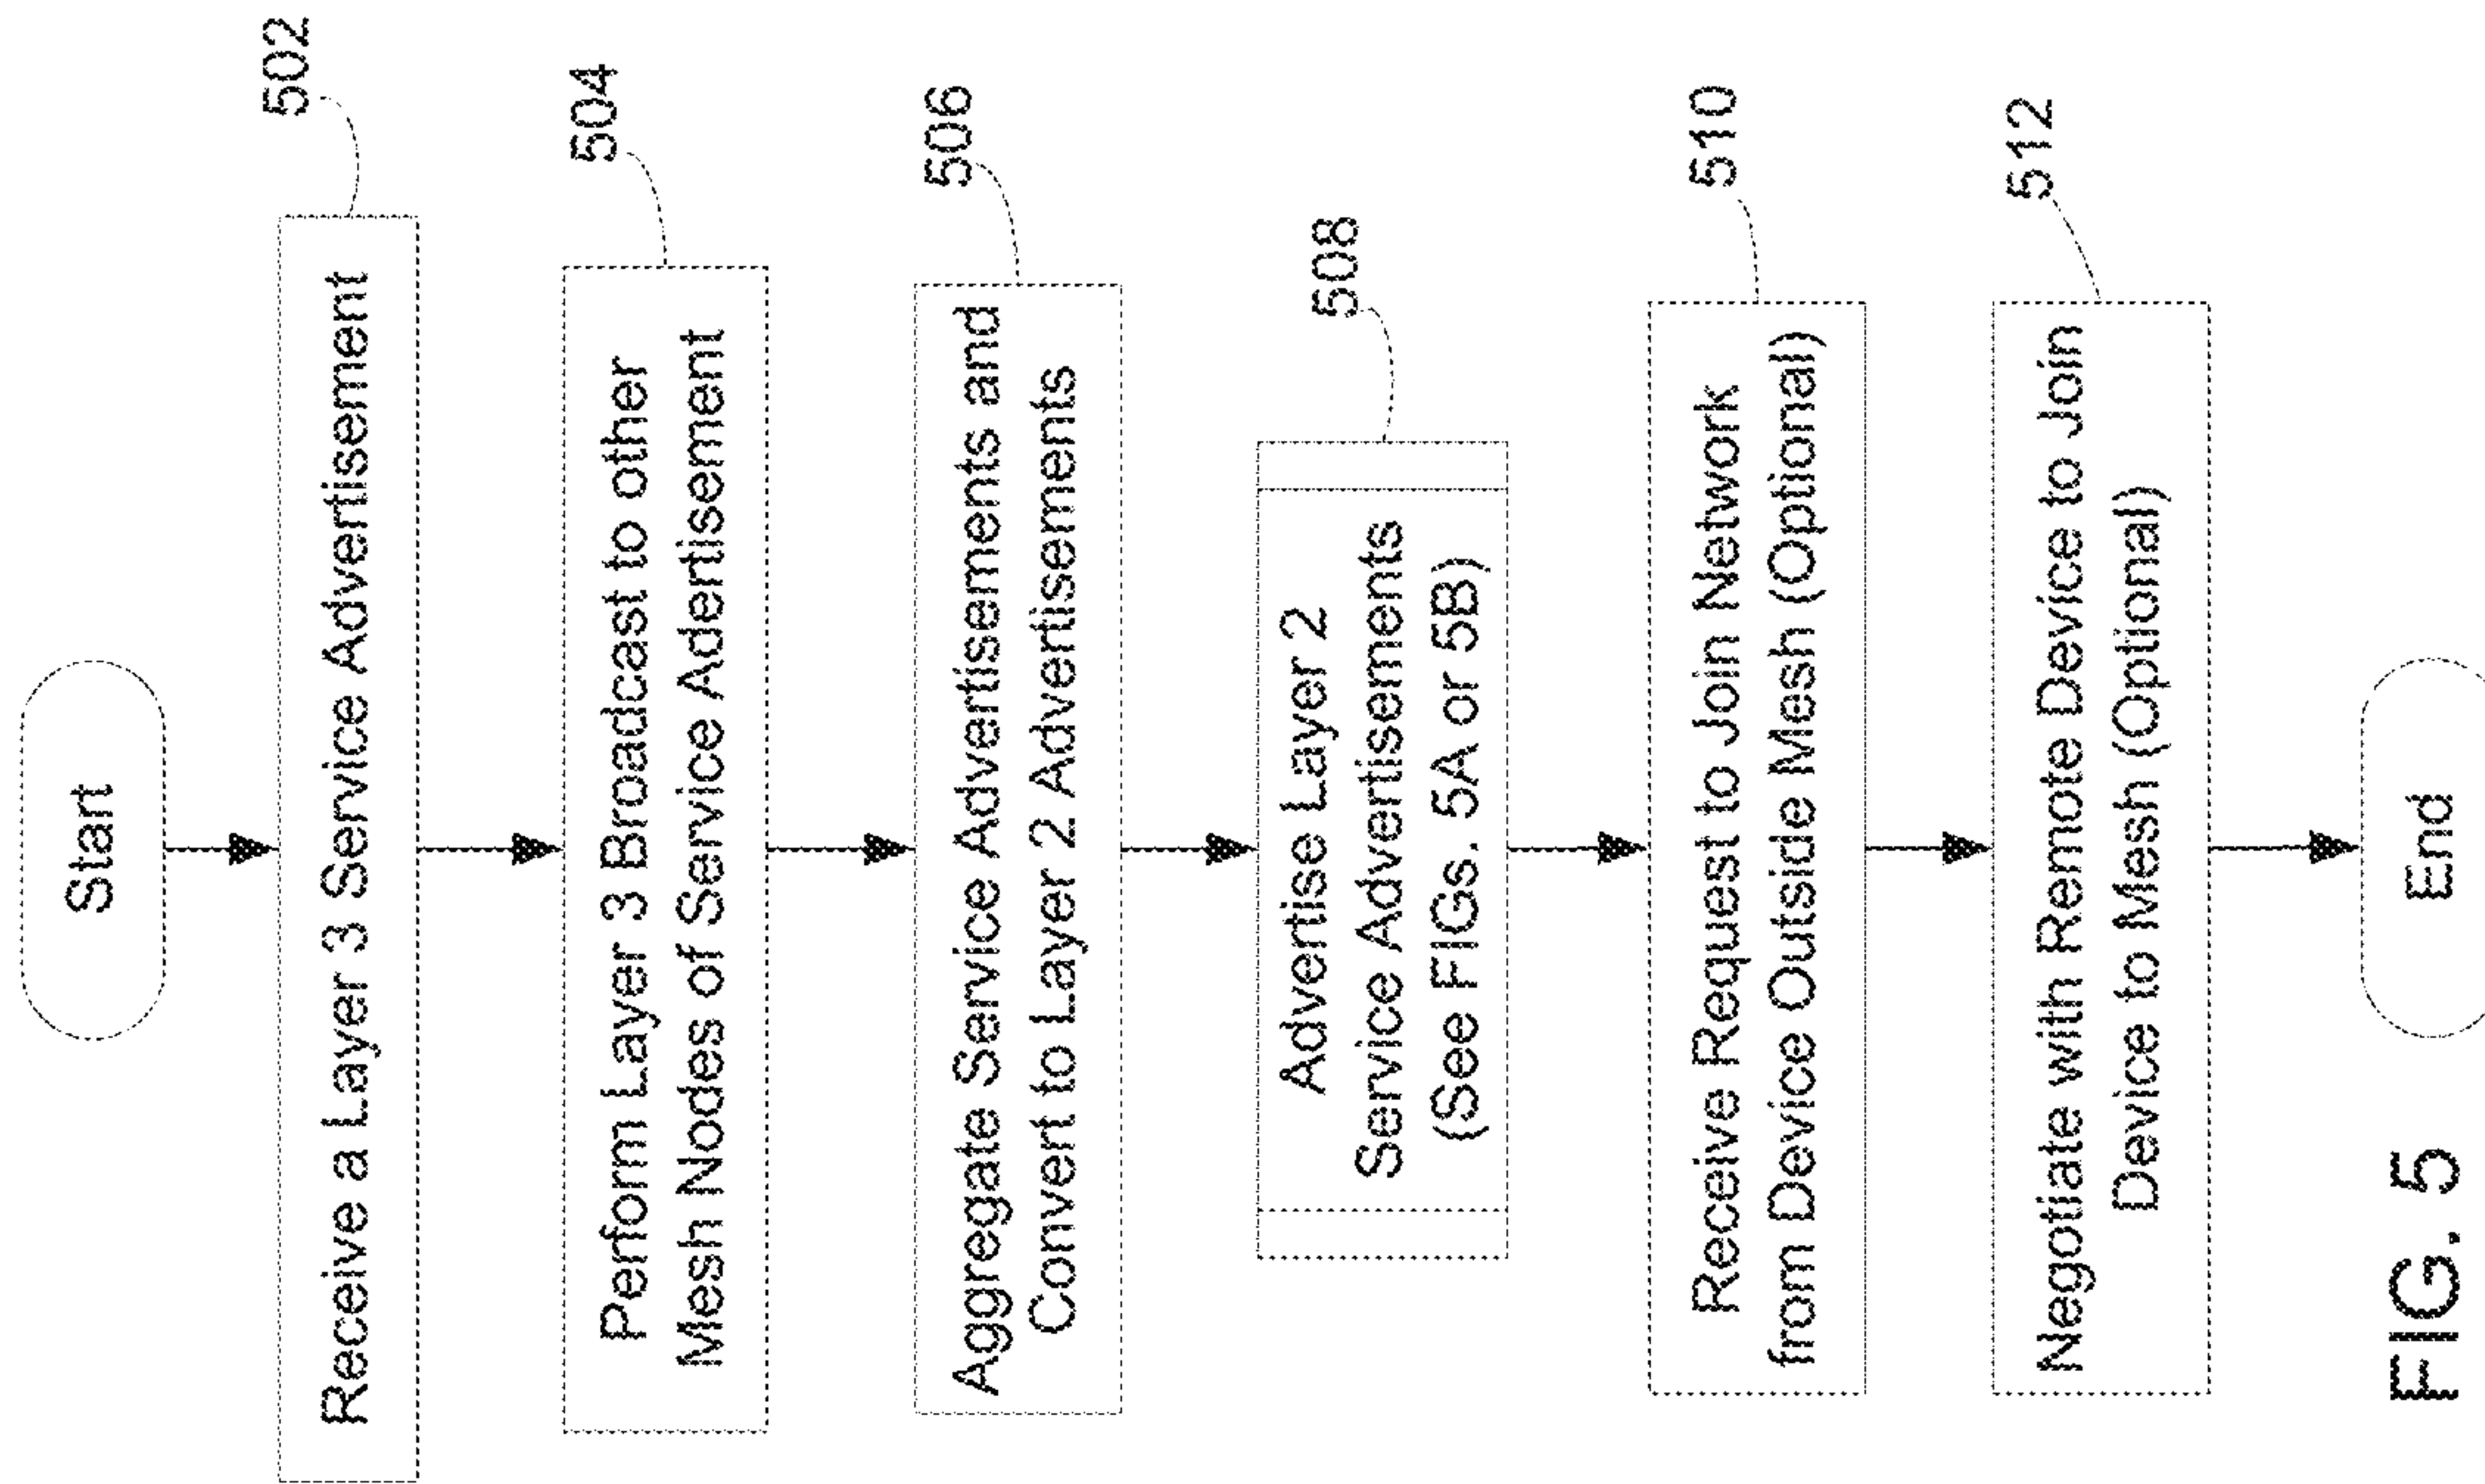 Start
502
Receive a Layer 3 Service Advertisement
504
Perform Layer 3 Broadcast to other
Mesh Nodes of Service Adertisement
506
Aggregate Service Advertisements and
Convert to Layer 2 Advertisements
508
Advertise Layer 2
Service Advertisements
(See FIGs. 5A or 5B)
510
Receive Request to Join Network
from Device Outside Mesh (Optional)
512
Negotiate with Remote Device to Join
Device to Mesh (Optional)
End
FIG. 5